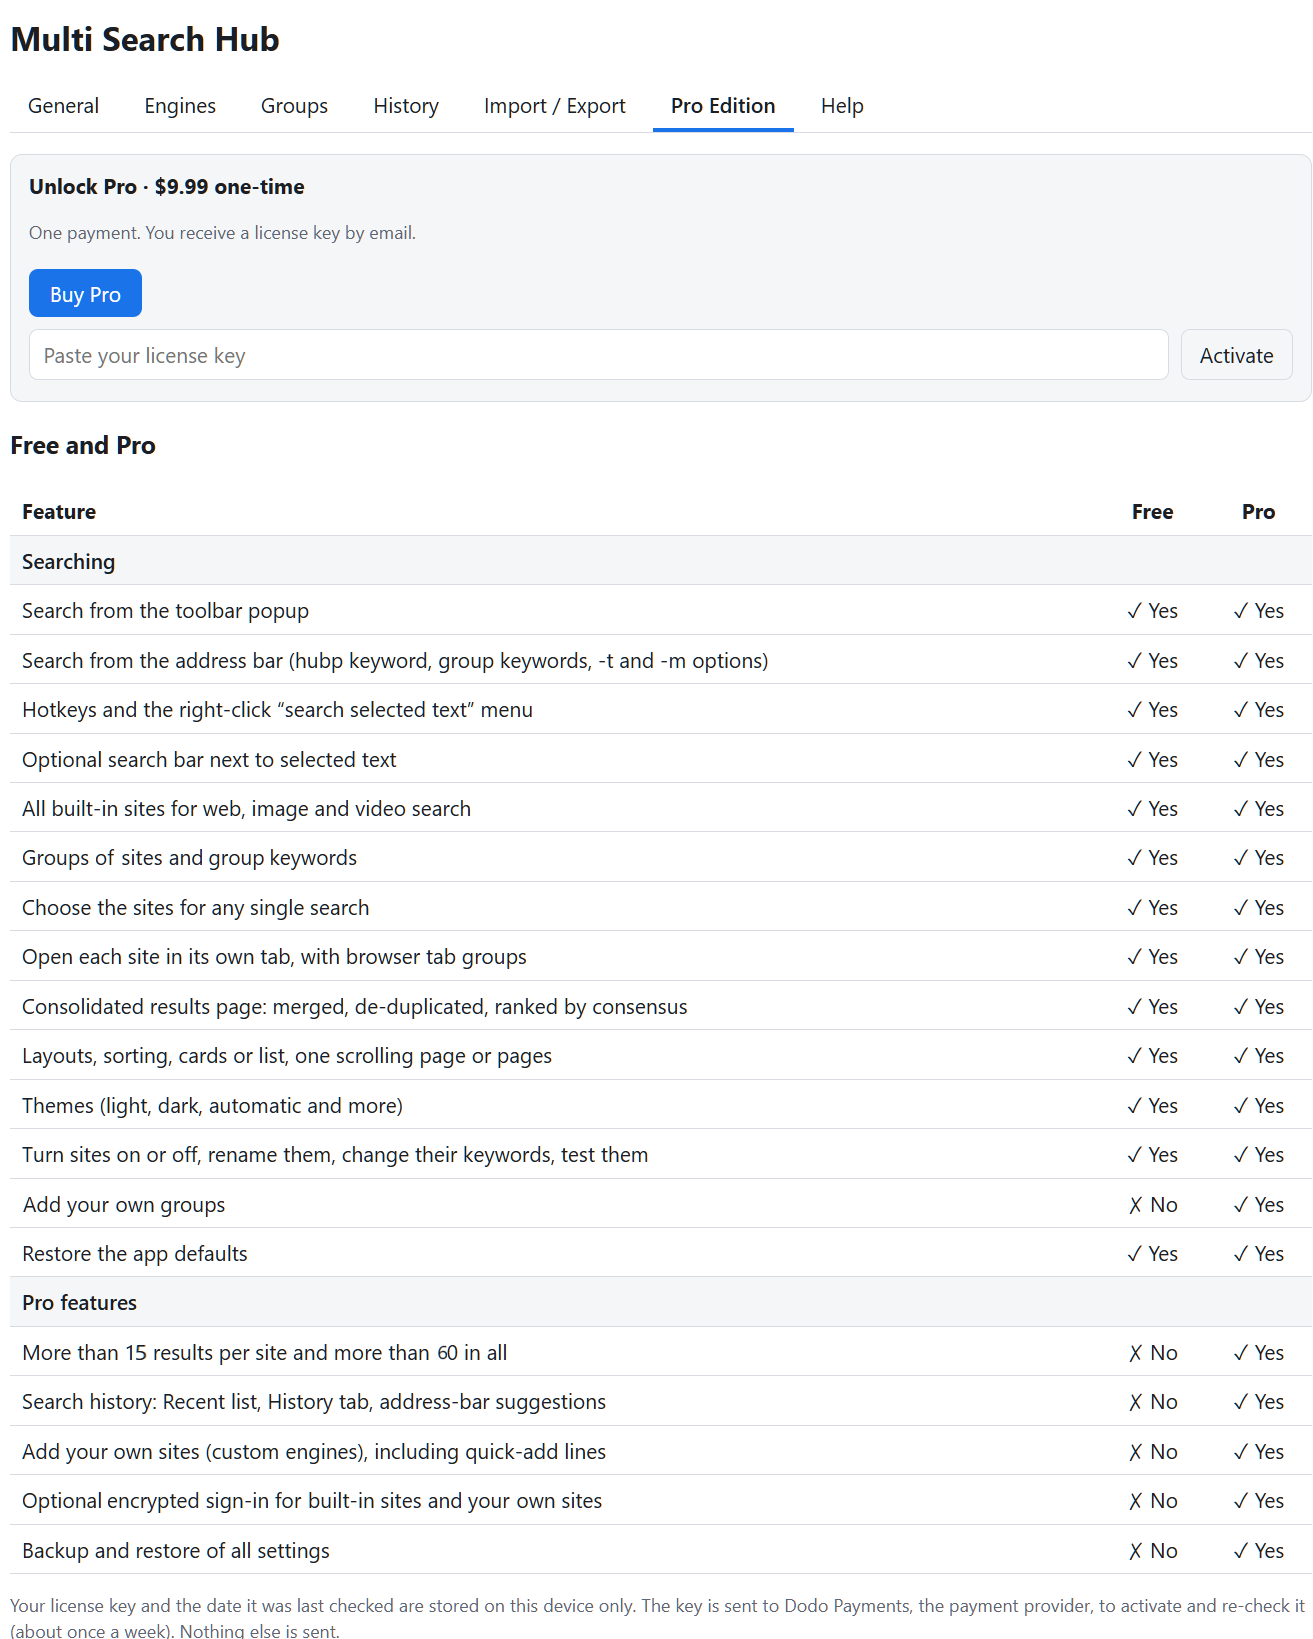 Multi Search Hub
General Engines Groups History Import / Export Pro Edition Help
Unlock Pro · $9.99 one-time
One payment. You receive a license key by email.
Buy Pro
Paste your license key Activate
Free and Pro
Feature Free Pro
Searching
Search from the toolbar popup ✓ Yes ✓ Yes
Search from the address bar (hubp keyword, group keywords, -t and -m options) ✓ Yes ✓ Yes
Hotkeys and the right-click “search selected text” menu ✓ Yes ✓ Yes
Optional search bar next to selected text ✓ Yes ✓ Yes
All built-in sites for web, image and video search ✓ Yes ✓ Yes
Groups of sites and group keywords ✓ Yes ✓ Yes
Choose the sites for any single search ✓ Yes ✓ Yes
Open each site in its own tab, with browser tab groups ✓ Yes ✓ Yes
Consolidated results page: merged, de-duplicated, ranked by consensus ✓ Yes ✓ Yes
Layouts, sorting, cards or list, one scrolling page or pages ✓ Yes ✓ Yes
Themes (light, dark, automatic and more) ✓ Yes ✓ Yes
Turn sites on or off, rename them, change their keywords, test them ✓ Yes ✓ Yes
Add your own groups ✗ No ✓ Yes
Restore the app defaults ✓ Yes ✓ Yes
Pro features
More than 15 results per site and more than 60 in all ✗ No ✓ Yes
Search history: Recent list, History tab, address-bar suggestions ✗ No ✓ Yes
Add your own sites (custom engines), including quick-add lines ✗ No ✓ Yes
Optional encrypted sign-in for built-in sites and your own sites ✗ No ✓ Yes
Backup and restore of all settings ✗ No ✓ Yes
Your license key and the date it was last checked are stored on this device only. The key is sent to Dodo Payments, the payment provider, to activate and re-check it
(about once a week). Nothing else is sent.